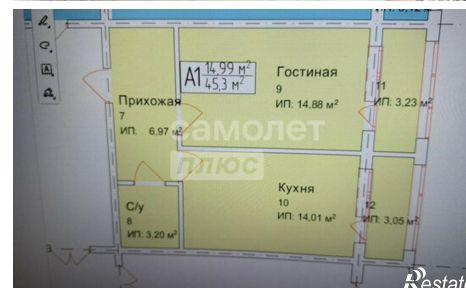 А1
14,99 м²
45,3 м²
Гостиная
9
ИП: 14,88 м²
11
ИП: 3,23 м²
Прихожая
7
ИП: 6,97 м²
самолет
плюс
Кухня
10
ИП: 14,01 м²
12
ИП: 3,05 м²
С/у
8
ИП: 3,20 м²
Restat